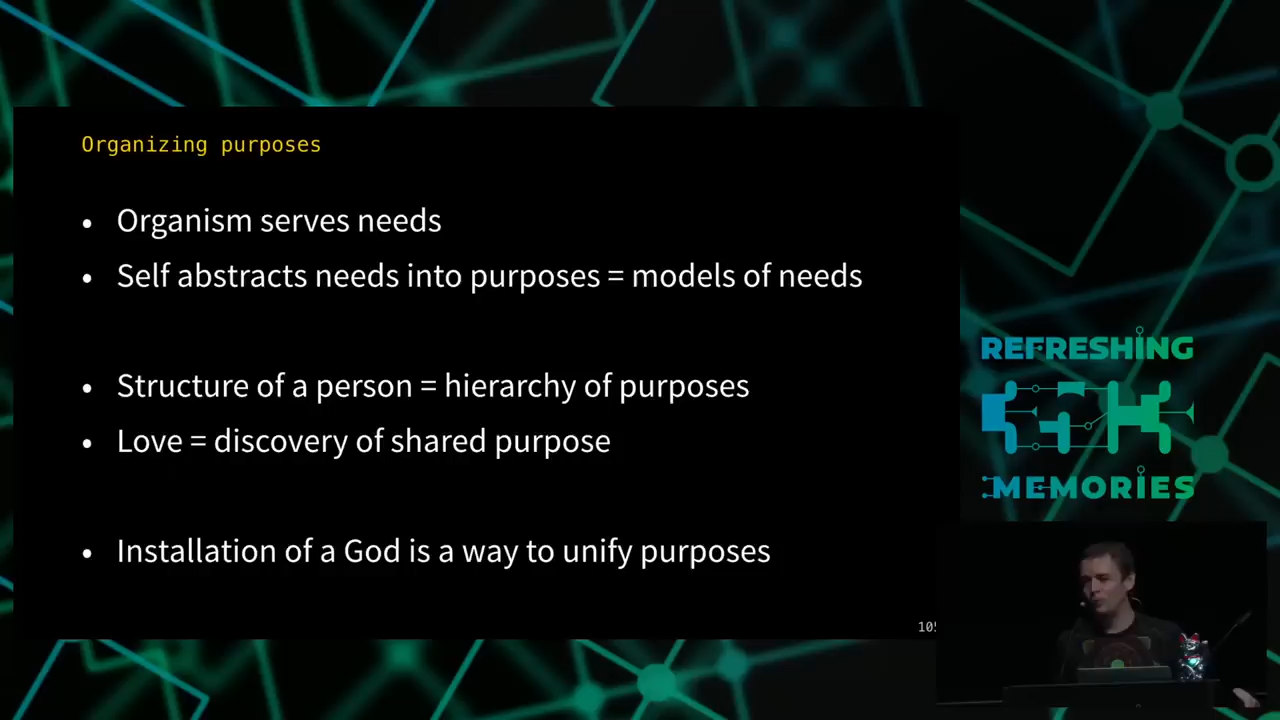 Organizing purposes
• Organism serves needs
• Self abstracts needs into purposes = models of needs
• Structure of a person = hierarchy of purposes
• Love = discovery of shared purpose
• Installation of a God is a way to unify purposes
105
REFRESHING
MEMORIES